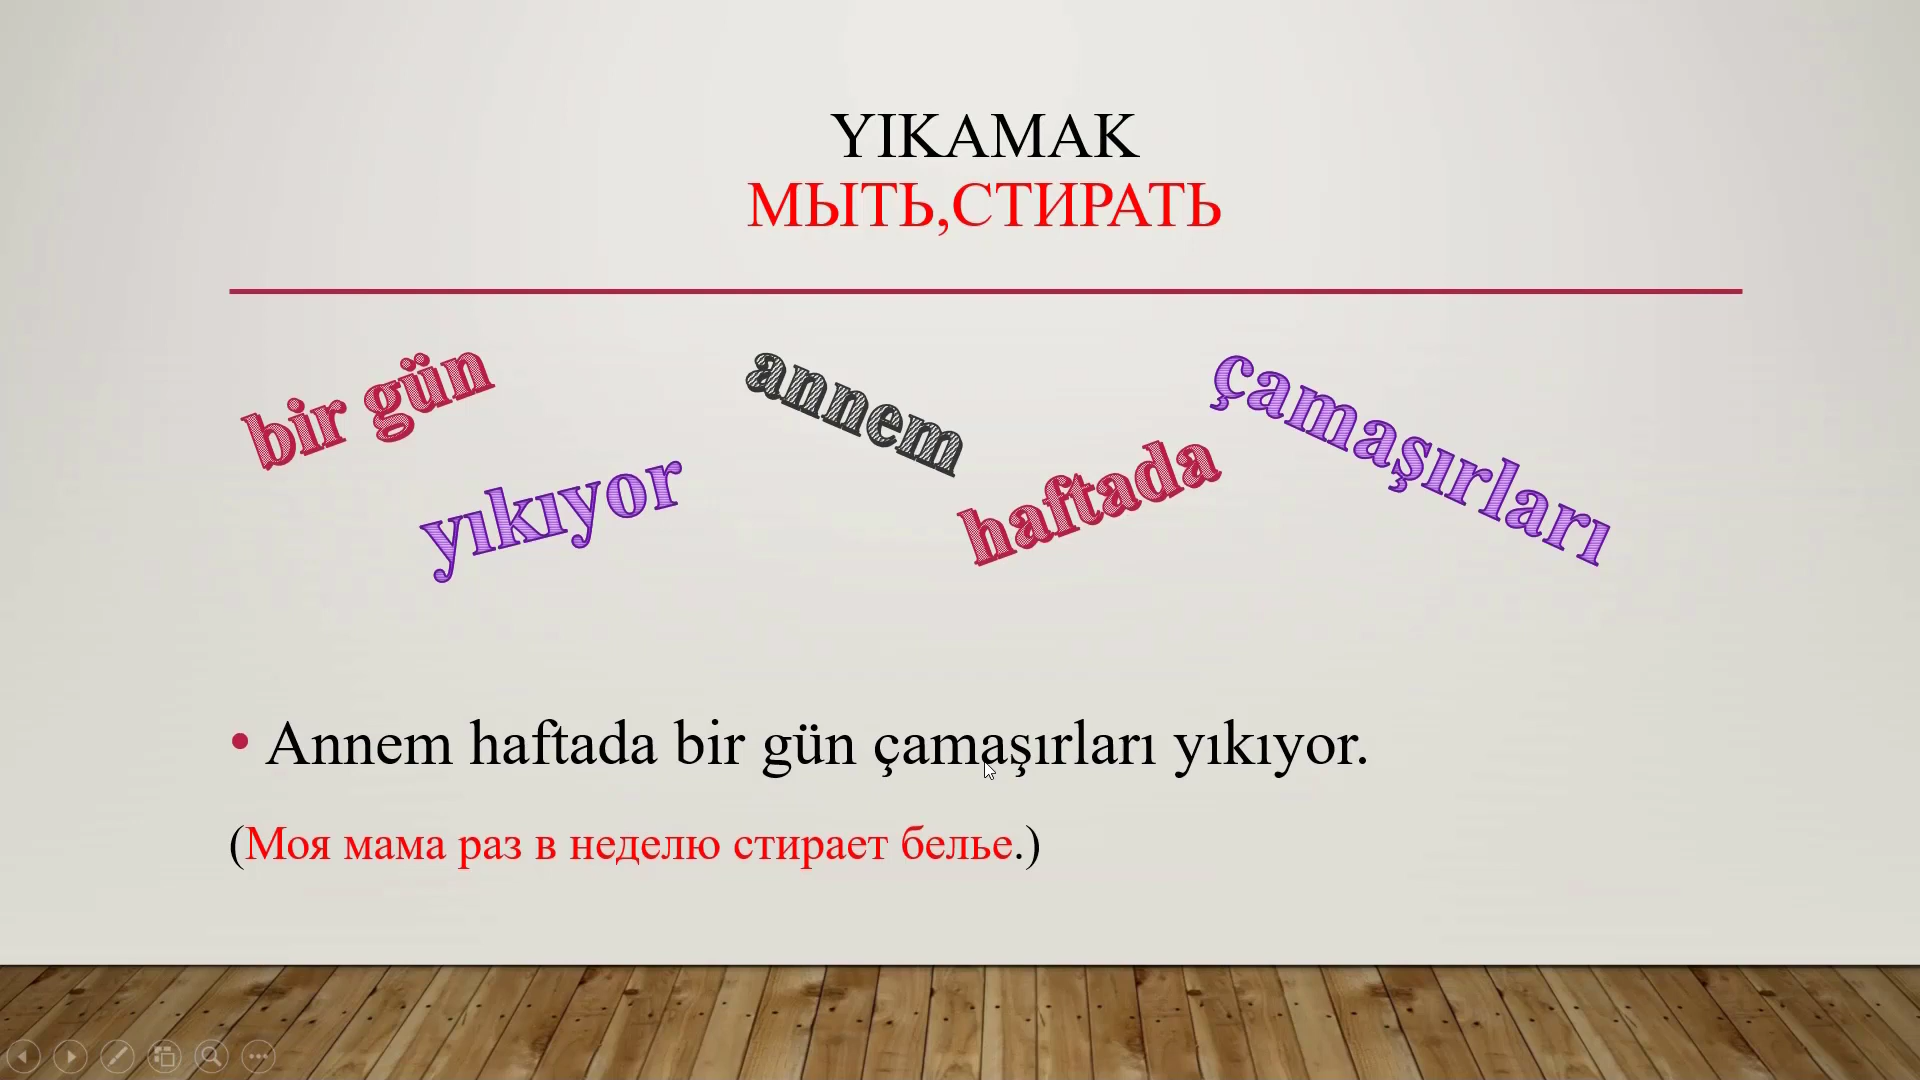 YIKAMAK
МЫТЬ,СТИРАТЬ
bir gün
annem
çamaşırları
yıkıyor
haftada
• Annem haftada bir gün çamaşırları yıkıyor.
(Моя мама раз в неделю стирает белье.)